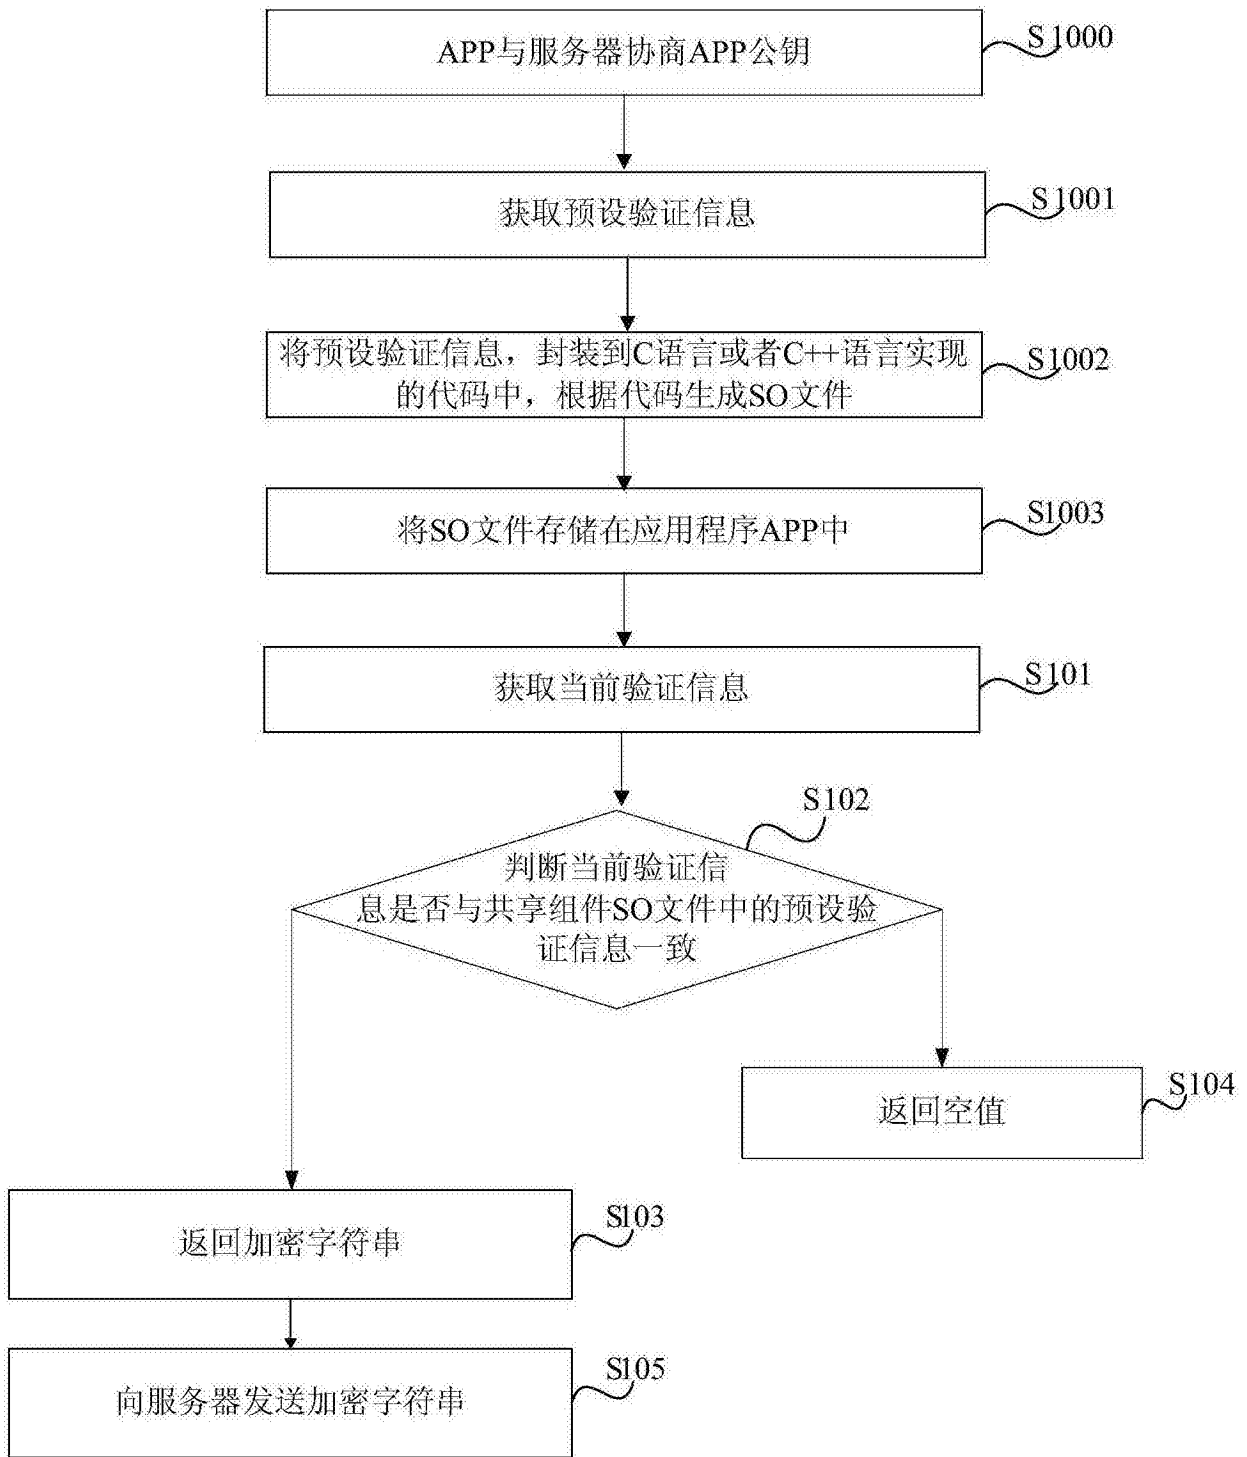 APP与服务器协商APP公钥
S1000
获取预设验证信息
S1001
将预设验证信息，封装到C语言或者C++语言实现
的代码中，根据代码生成SO文件
S1002
将SO文件存储在应用程序APP中
S1003
获取当前验证信息
S101
S102
判断当前验证信
息是否与共享组件SO文件中的预设验
证信息一致
返回空值
S104
返回加密字符串
S103
向服务器发送加密字符串
S105